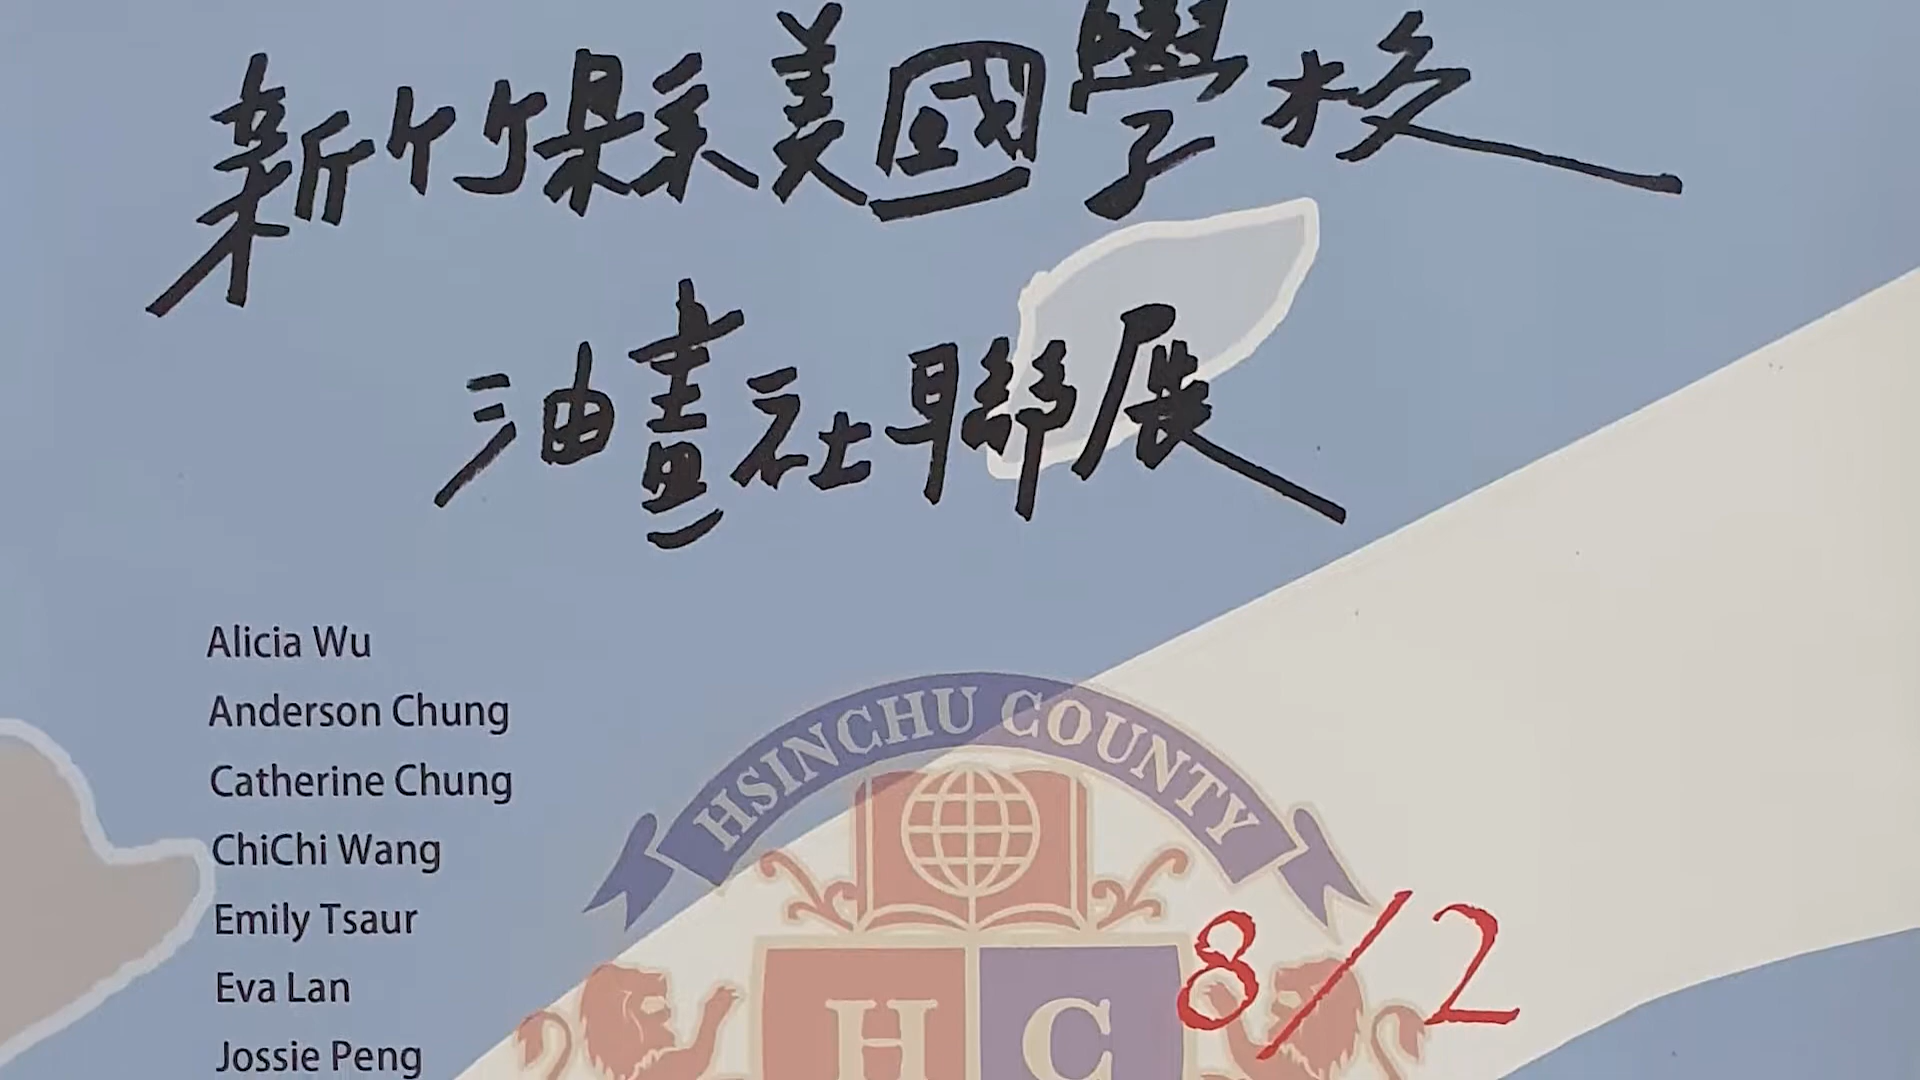 新竹縣美國學校
油畫社聯展
Alicia Wu
Anderson Chung
Catherine Chung
ChiChi Wang
Emily Tsaur
Eva Lan
Jossie Peng
HSINCHU COUNTY
H C
8/2